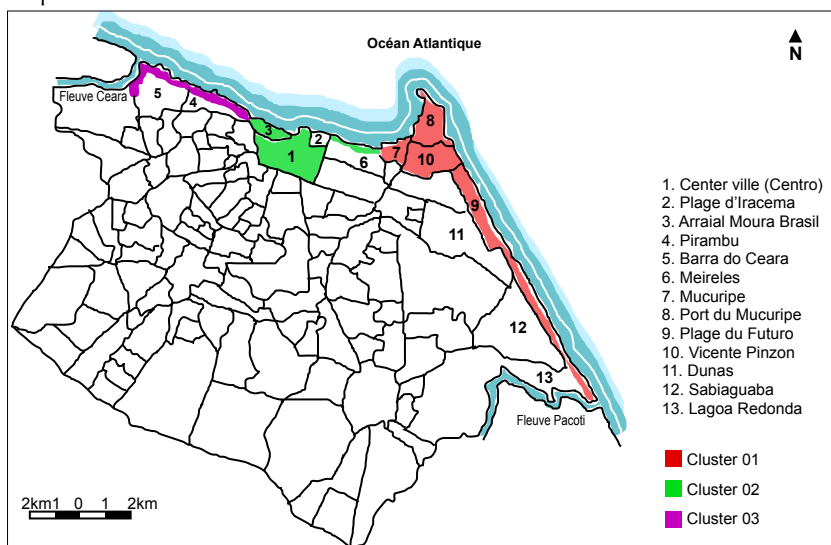 Océan Atlantique
N
Fleuve Ceara
5
4
3
2
1
6
7
8
10
9
11
12
13
Fleuve Pacoti
1. Center ville (Centro)
2. Plage d'Iracema
3. Arraial Moura Brasil
4. Pirambu
5. Barra do Ceara
6. Meireles
7. Mucuripe
8. Port du Mucuripe
9. Plage du Futuro
10. Vicente Pinzon
11. Dunas
12. Sabiaguaba
13. Lagoa Redonda
Cluster 01
Cluster 02
Cluster 03
2km1 0 1 2km